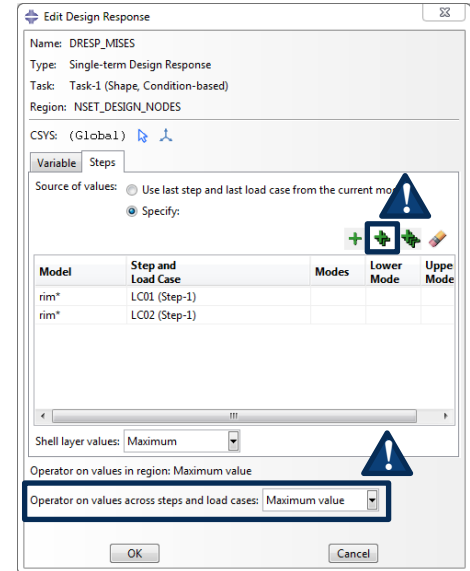 Edit Design Response
Name: DRESP_MISES
Type: Single-term Design Response
Task: Task-1 (Shape, Condition-based)
Region: NSET_DESIGN_NODES
CSYS: (Global)
Variable Steps
Source of values: Use last step and last load case from the current mod
Specify:
Model Step and Load Case Modes Lower Mode Uppe Mode
rim* LC01 (Step-1)
rim* LC02 (Step-1)
Shell layer values: Maximum
Operator on values in region: Maximum value
Operator on values across steps and load cases: Maximum value
OK Cancel